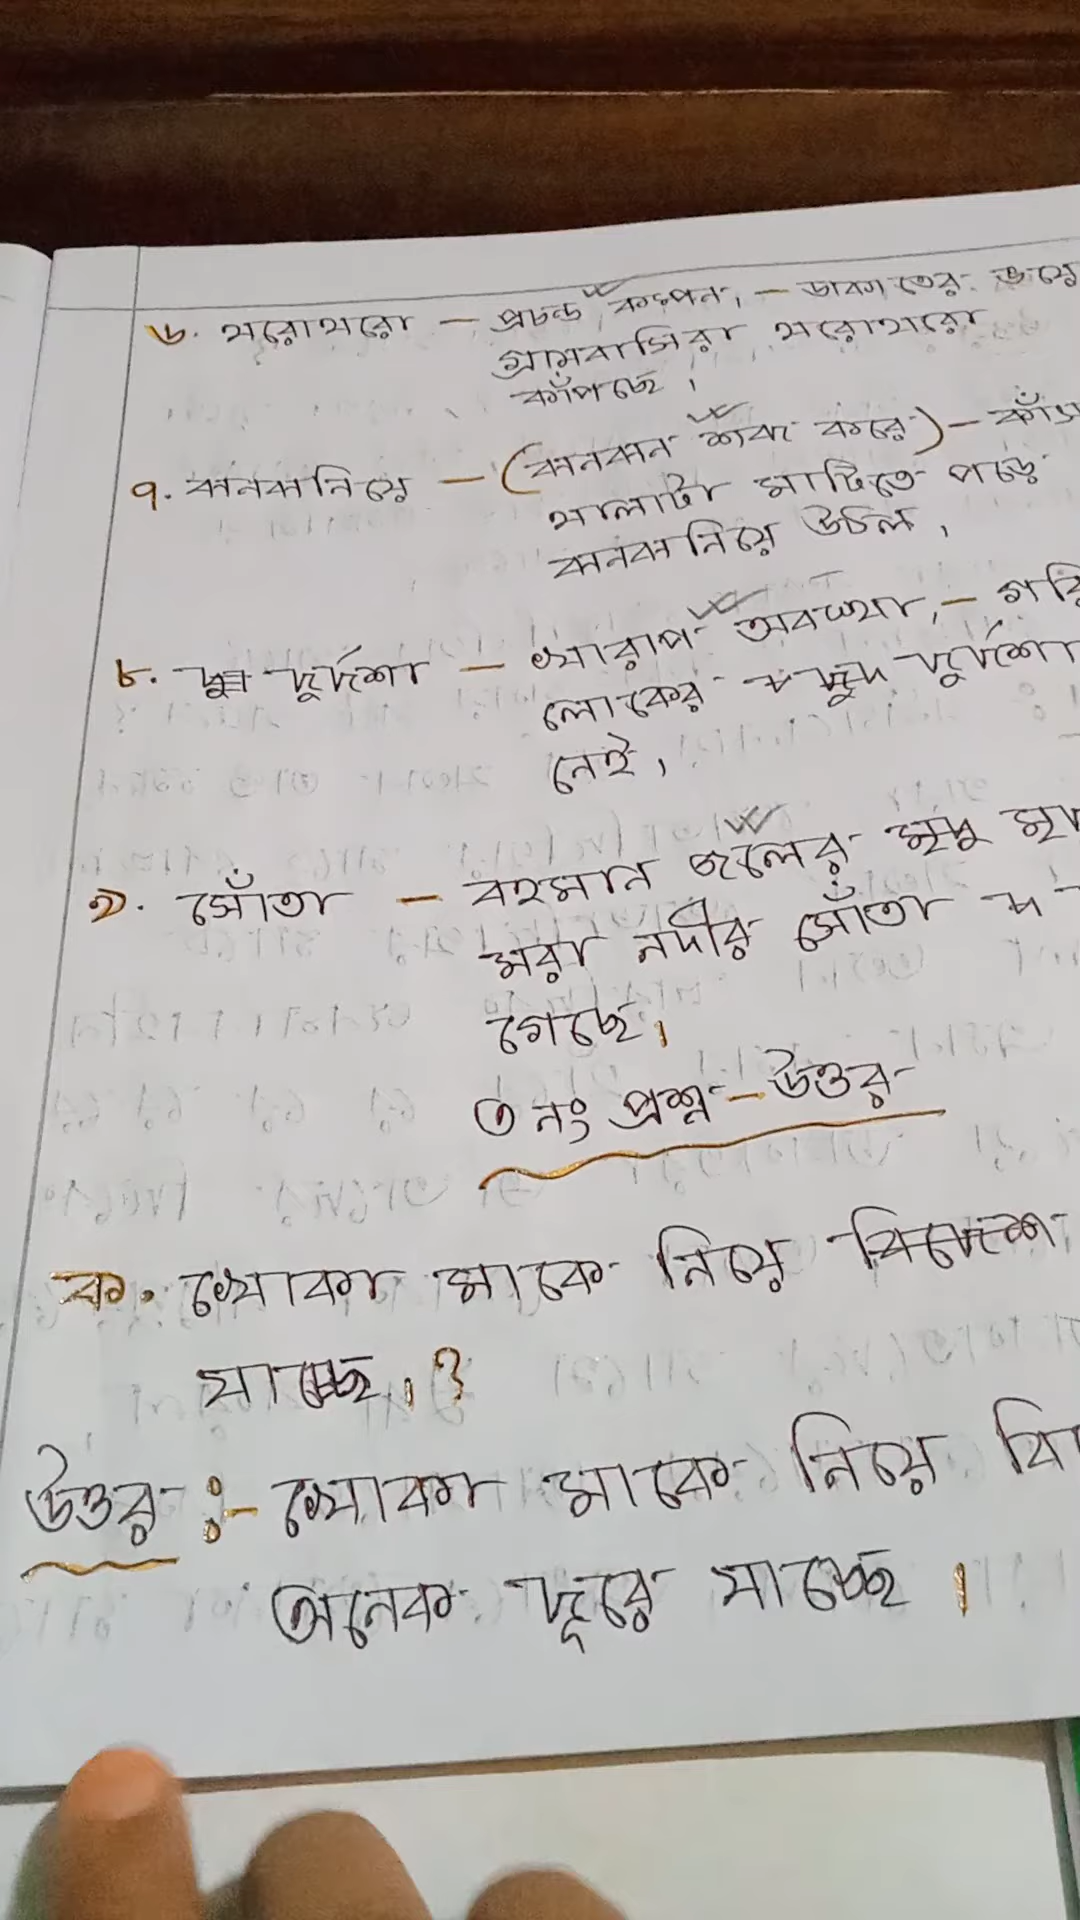 ৬. থরোথরো – প্রচন্ড কম্পন, – ডাকাতের ভয়ে
গ্রামবাসিরা থরোথরো
কাঁপছে।
৭. ঝনঝনিয়ে – (ঝনঝন শব্দ করে) –
থালাটা মাটিতে পড়ে
ঝনঝনিয়ে উঠল।
৮. দুর্দশা – খারাপ অবস্থা, –
লোকের দুর্দশা
নেই।
৯. সোঁতা – বহমান জলের মৃদু
মরা নদীর সোঁতা
গেছে।
৩ নং প্রশ্ন – উত্তর
ক. খোকা মাকে নিয়ে
যাচ্ছে।?
উত্তর :- খোকা মাকে নিয়ে
অনেক দূরে যাচ্ছে।